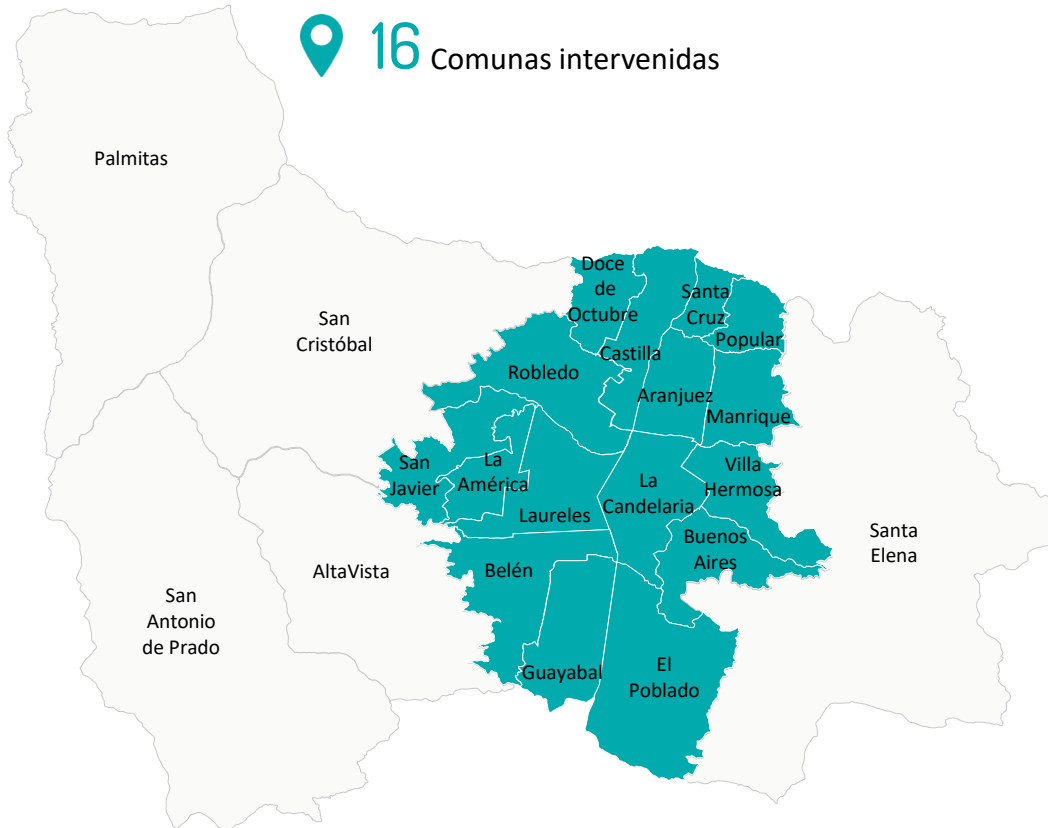 16 Comunas intervenidas
Palmitas
San
Cristóbal
Doce
de
Octubre
Santa
Cruz
Popular
Castilla
Robledo
Aranjuez
Manrique
San
Javier
La
América
Laureles
La
Candelaria
Villa
Hermosa
Buenos
Aires
Santa
Elena
AltaVista
Belén
San
Antonio
de Prado
Guayabal
El
Poblado